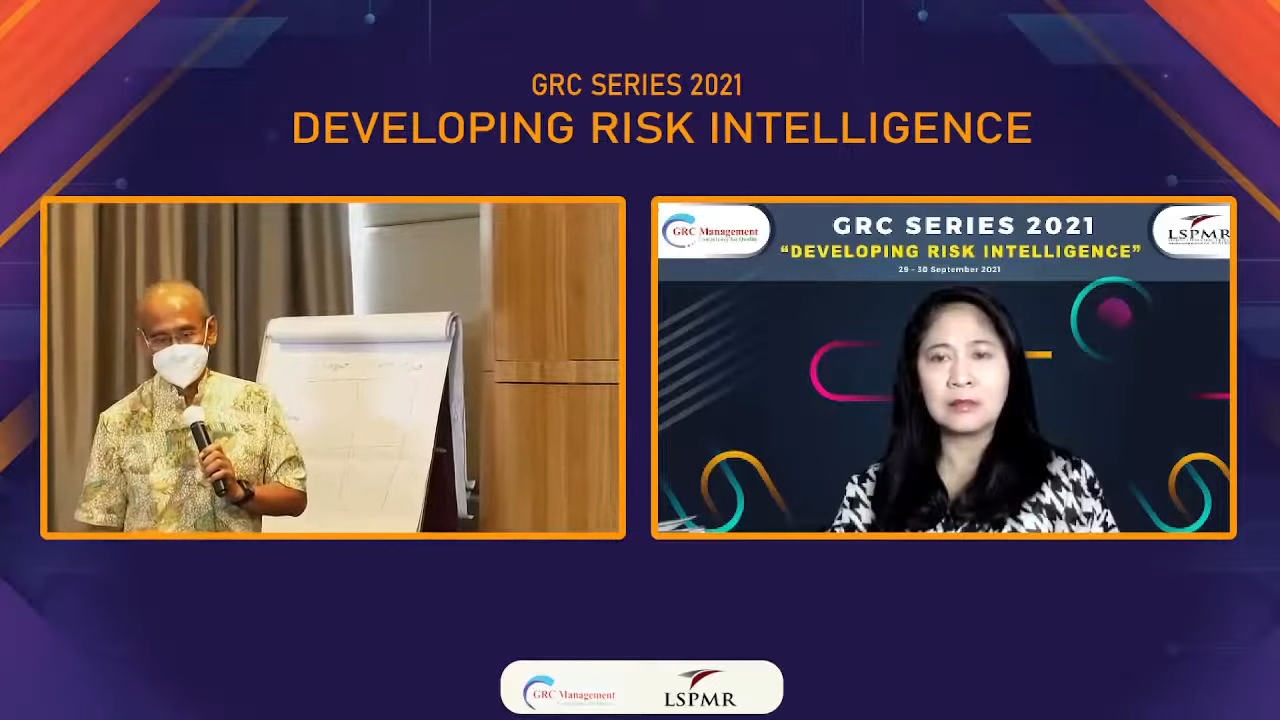 GRC SERIES 2021
DEVELOPING RISK INTELLIGENCE
GRC Management
GRC SERIES 2021
"DEVELOPING RISK INTELLIGENCE"
29 - 30 September 2021
LSPMR
GRC Management
LSPMR